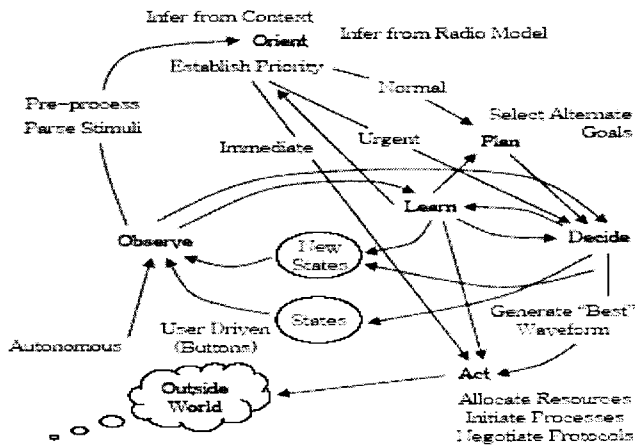 Infer from Context
Orient
Infer from Radio Model
Establish Priority
Normal
Pre-process
Parse Stimuli
Select Alternate
Goals
Immediate
Urgent
Plan
Learn
Observe
New
States
Decide
States
Generate "Best"
Waveform
User Driven
(Buttons)
Autonomous
Act
Outside
World
Allocate Resources
Initiate Processes
Negotiate Protocols